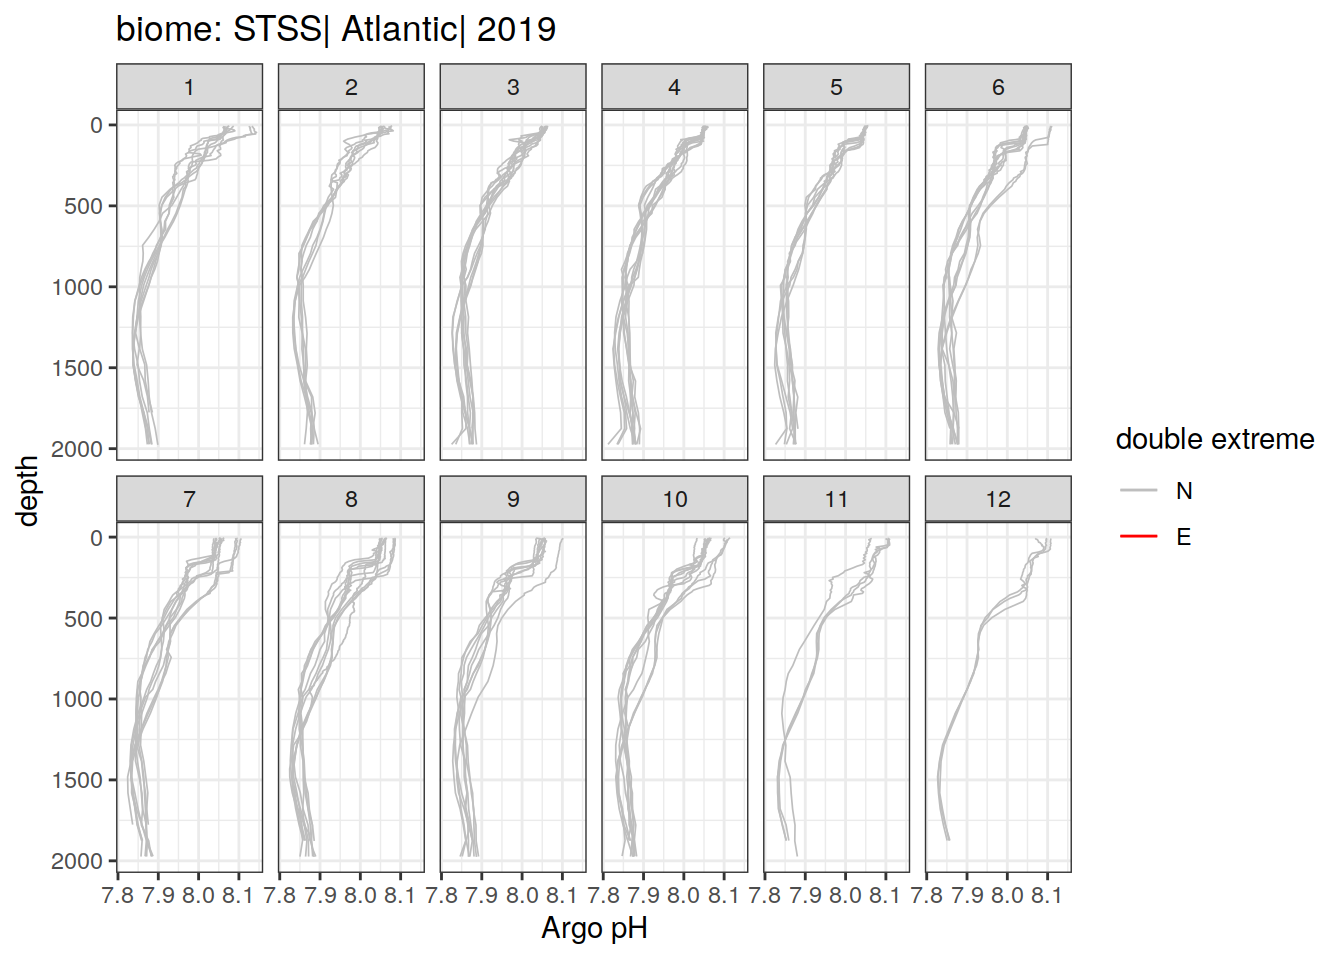 biome: STSS| Atlantic| 2019
1 2 3 4 5 6
0
500
1000
1500
2000
depth
7 8 9 10 11 12
0
500
1000
1500
2000
7.8 7.9 8.0 8.1 7.8 7.9 8.0 8.1 7.8 7.9 8.0 8.1 7.8 7.9 8.0 8.1 7.8 7.9 8.0 8.1 7.8 7.9 8.0 8.1
Argo pH
double extreme
N
E